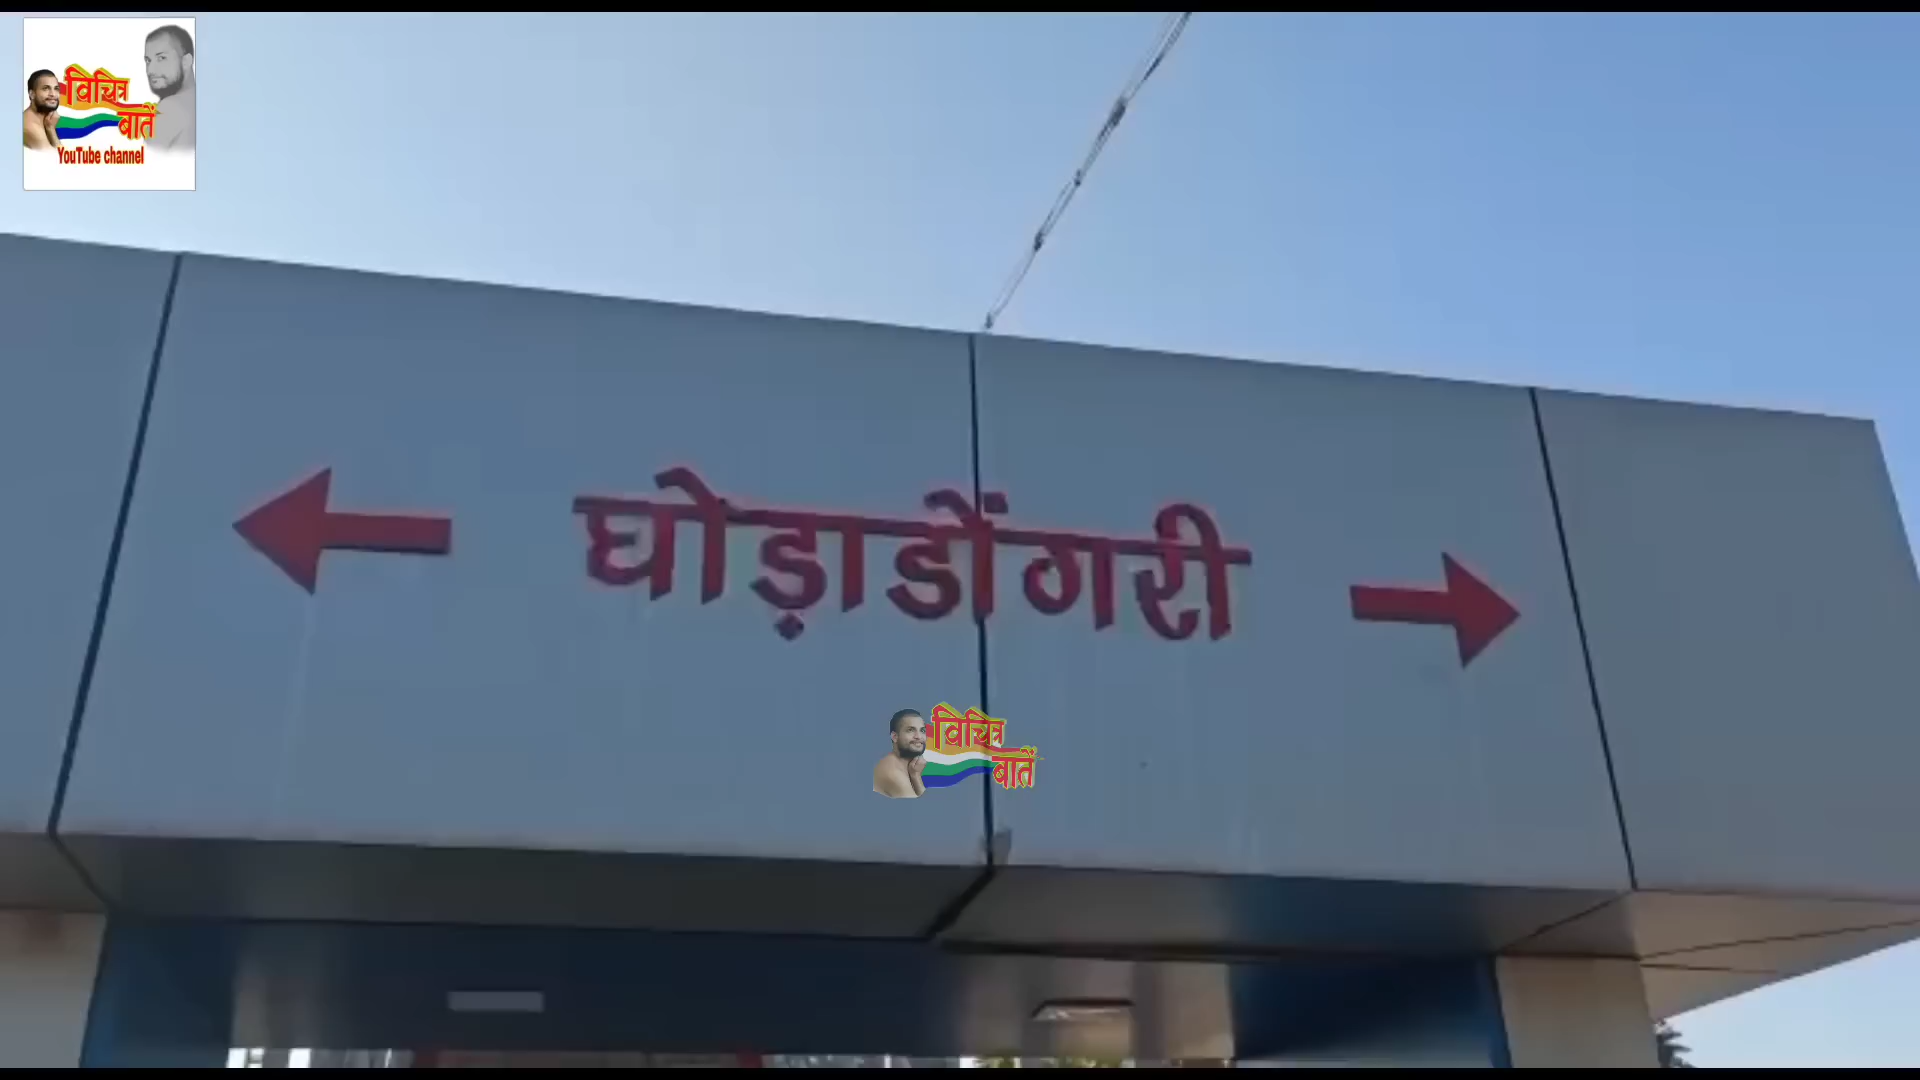 विचित्र
बातें
YouTube channel
घोड़ाडोंगरी
विचित्र
बातें